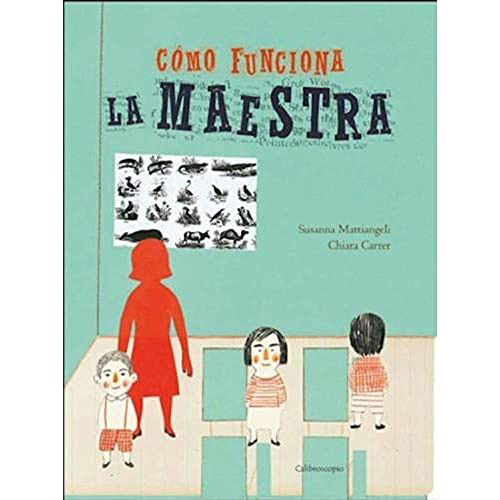 CÓMO FUNCIONA
LA MAESTRA
Susanna Mattiangeli
Chiara Carrer
Calibroscopio